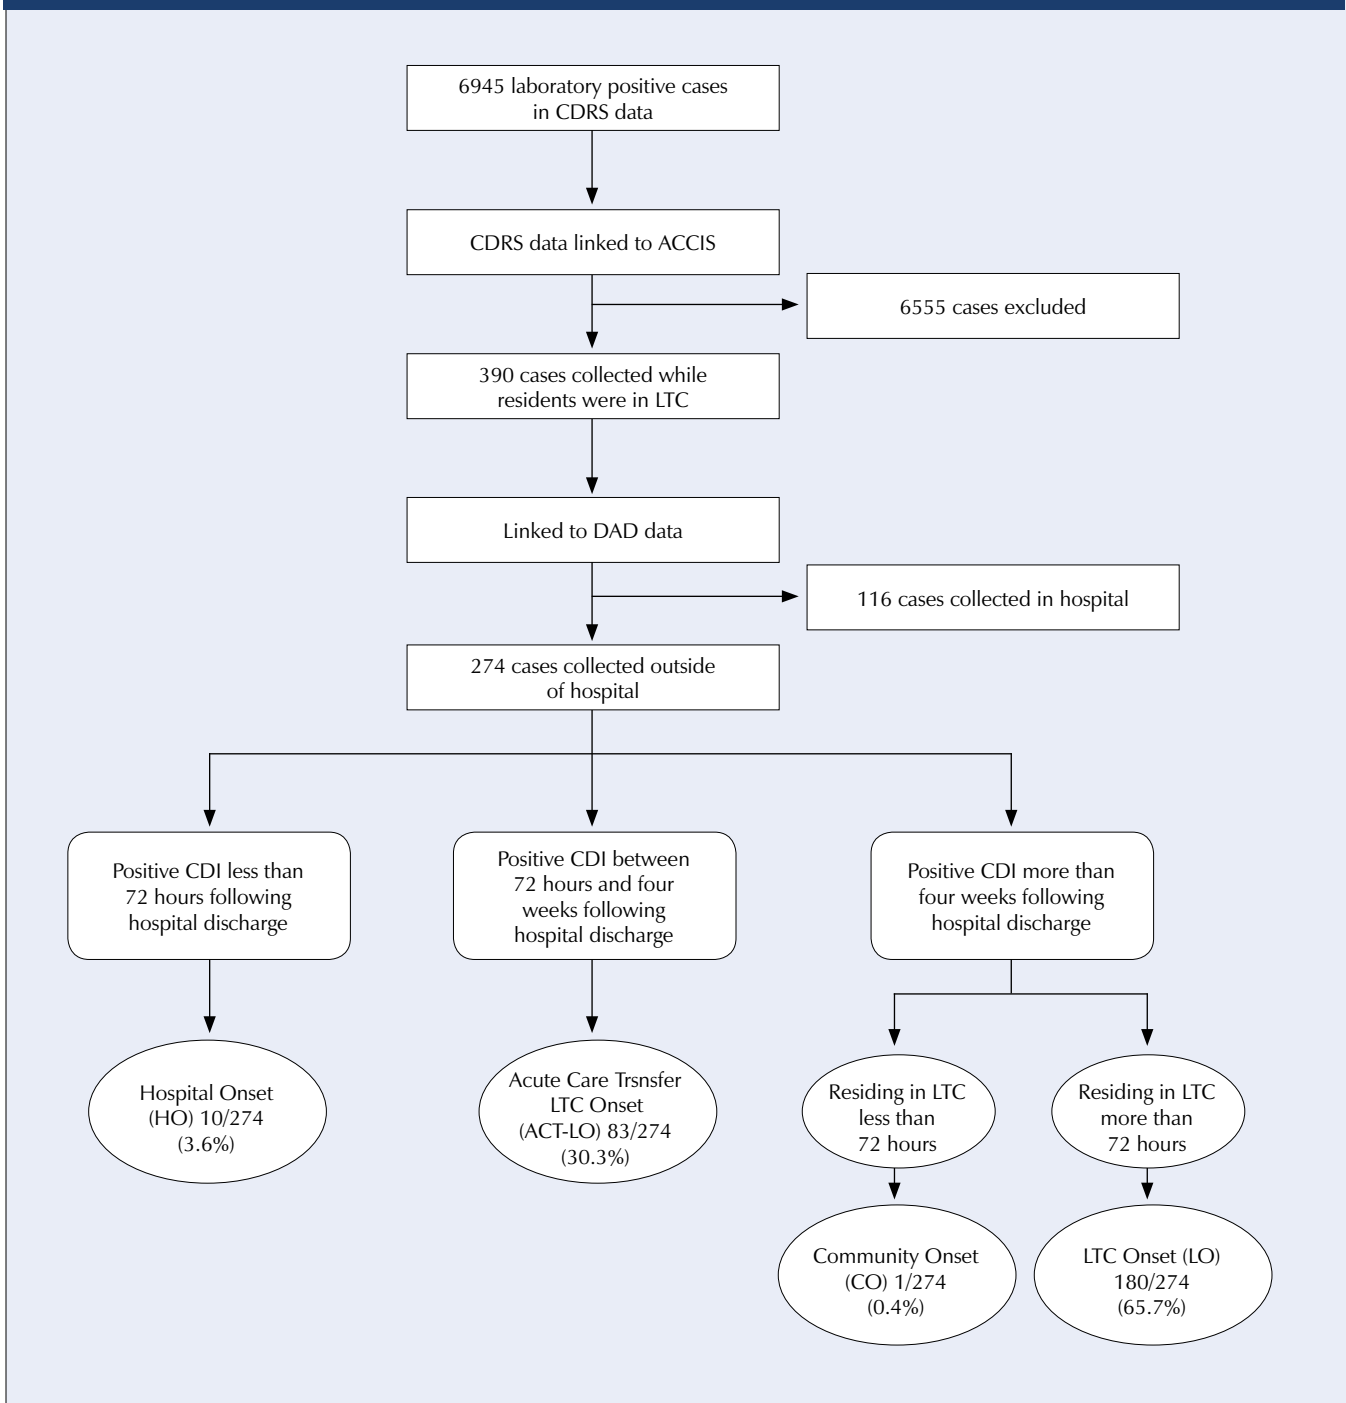 6945 laboratory positive cases
in CDRS data
CDRS data linked to ACCIS
6555 cases excluded
390 cases collected while
residents were in LTC
Linked to DAD data
116 cases collected in hospital
274 cases collected outside
of hospital
Positive CDI less than
72 hours following
hospital discharge
Positive CDI between
72 hours and four
weeks following
hospital discharge
Positive CDI more than
four weeks following
hospital discharge
Hospital Onset
(HO) 10/274
(3.6%)
Acute Care Trsnsfer
LTC Onset
(ACT-LO) 83/274
(30.3%)
Residing in LTC
less than
72 hours
Residing in LTC
more than
72 hours
Community Onset
(CO) 1/274
(0.4%)
LTC Onset (LO)
180/274
(65.7%)